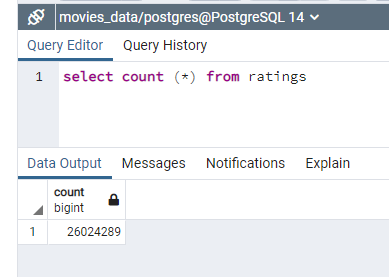 movies_data/postgres@PostgreSQL 14
Query Editor Query History
1 select count (*) from ratings
Data Output Messages Notifications Explain
count
bigint
1 26024289